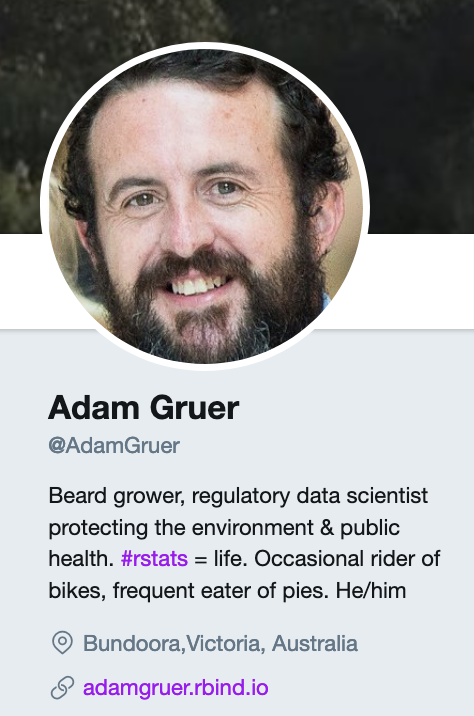 Adam Gruer
@AdamGruer
Beard grower, regulatory data scientist
protecting the environment & public
health. #rstats = life. Occasional rider of
bikes, frequent eater of pies. He/him
Bundoora,Victoria, Australia
adamgruer.rbind.io